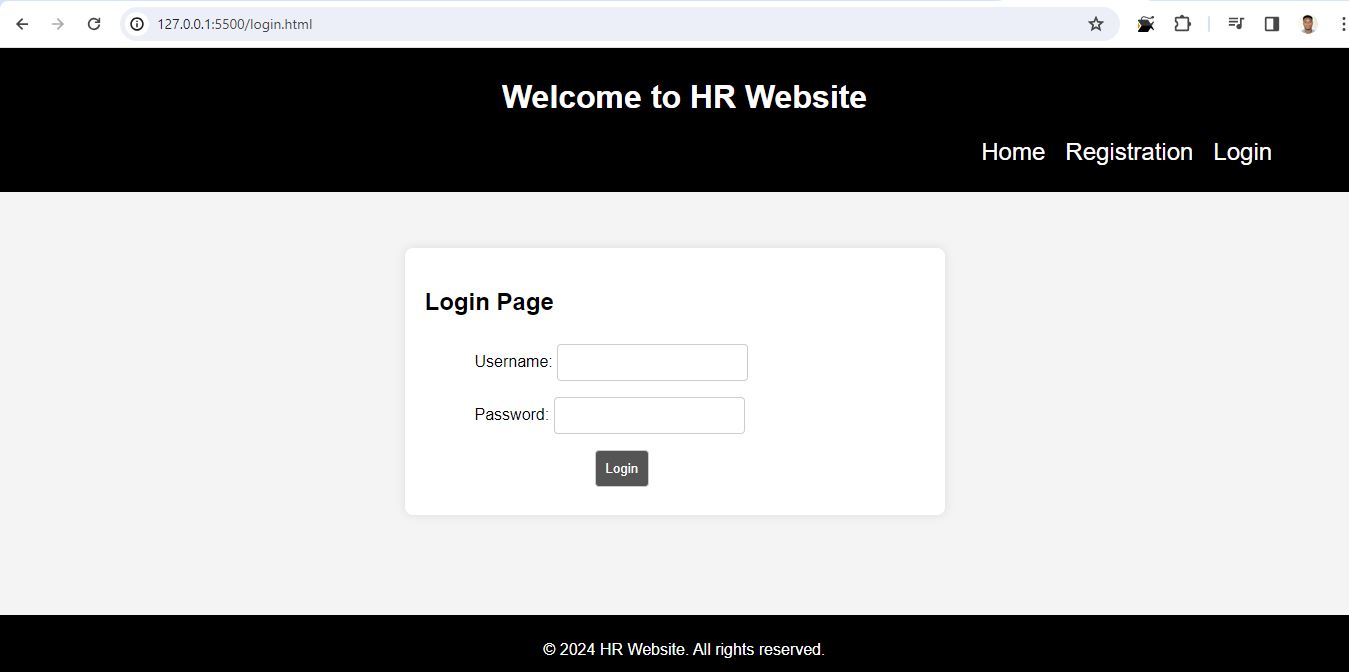 127.0.0.1:5500/login.html
Welcome to HR Website
Home Registration Login
Login Page
Username:
Password:
Login
© 2024 HR Website. All rights reserved.